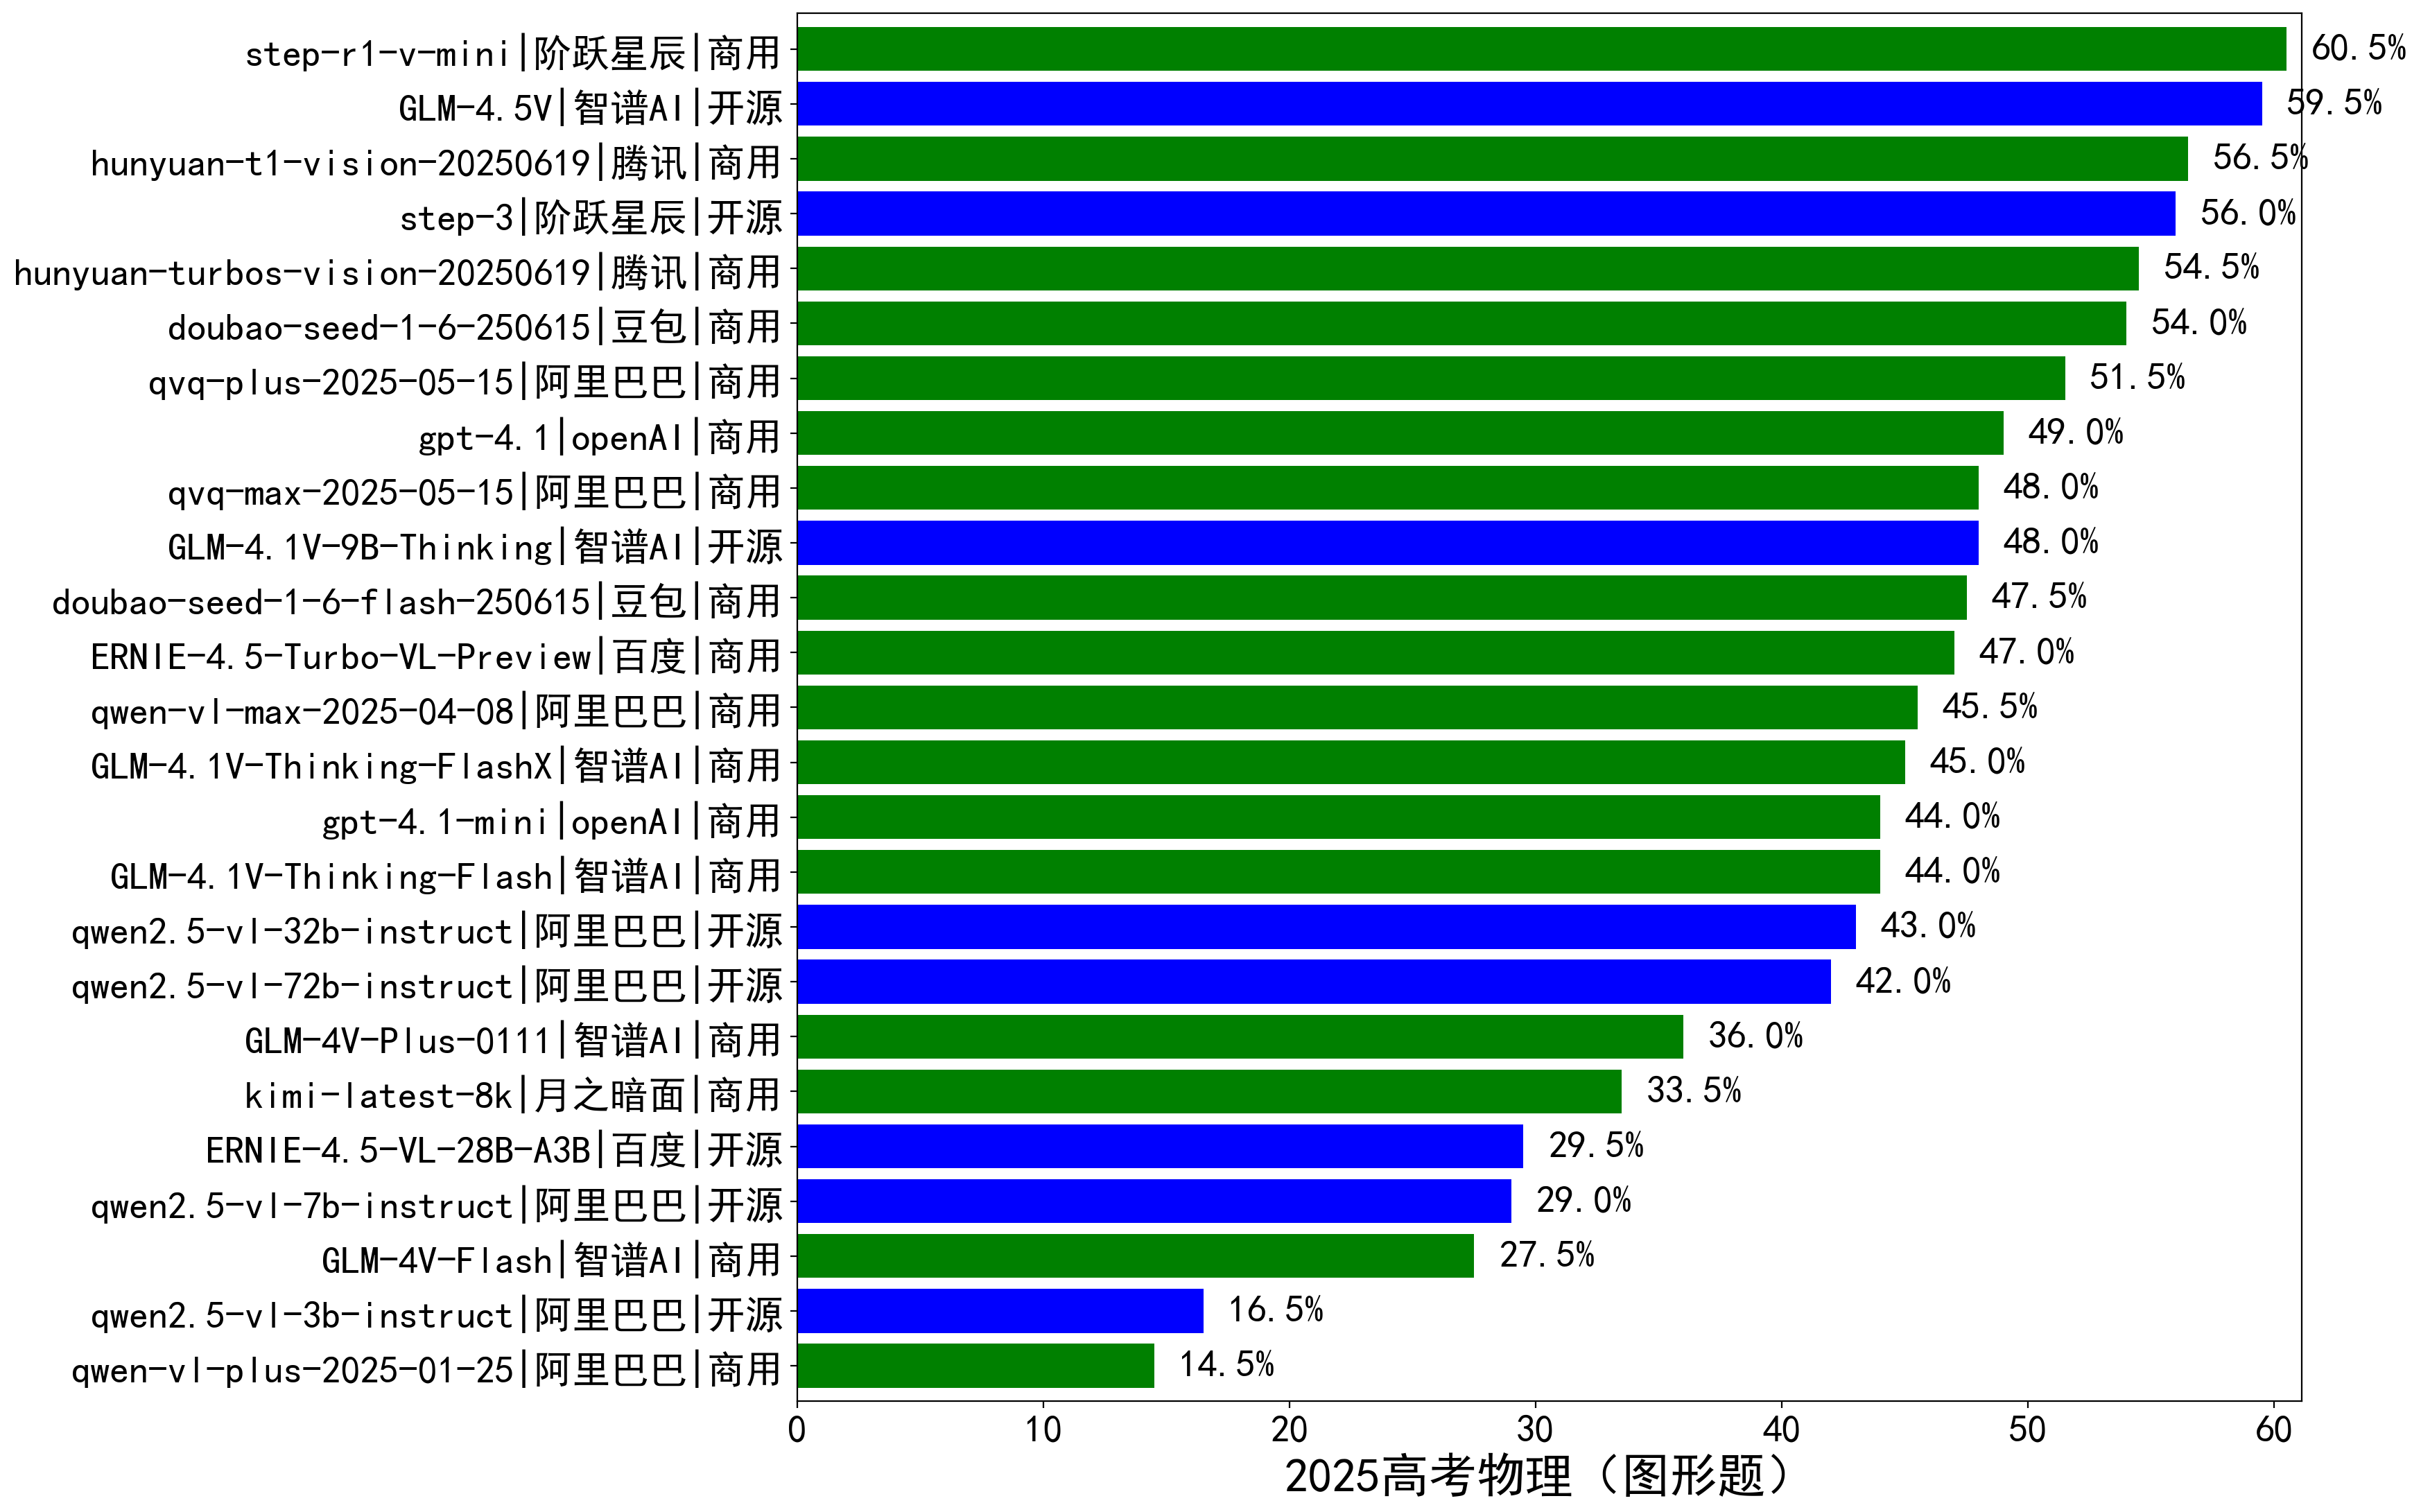 step-r1-v-mini|阶跃星辰|商用 60.5%
GLM-4.5V|智谱AI|开源 59.5%
hunyuan-t1-vision-20250619|腾讯|商用 56.5%
step-3|阶跃星辰|开源 56.0%
hunyuan-turbos-vision-20250619|腾讯|商用 54.5%
doubao-seed-1-6-250615|豆包|商用 54.0%
qvq-plus-2025-05-15|阿里巴巴|商用 51.5%
gpt-4.1|openAI|商用 49.0%
qvq-max-2025-05-15|阿里巴巴|商用 48.0%
GLM-4.1V-9B-Thinking|智谱AI|开源 48.0%
doubao-seed-1-6-flash-250615|豆包|商用 47.5%
ERNIE-4.5-Turbo-VL-Preview|百度|商用 47.0%
qwen-vl-max-2025-04-08|阿里巴巴|商用 45.5%
GLM-4.1V-Thinking-FlashX|智谱AI|商用 45.0%
gpt-4.1-mini|openAI|商用 44.0%
GLM-4.1V-Thinking-Flash|智谱AI|商用 44.0%
qwen2.5-vl-32b-instruct|阿里巴巴|开源 43.0%
qwen2.5-vl-72b-instruct|阿里巴巴|开源 42.0%
GLM-4V-Plus-0111|智谱AI|商用 36.0%
kimi-latest-8k|月之暗面|商用 33.5%
ERNIE-4.5-VL-28B-A3B|百度|开源 29.5%
qwen2.5-vl-7b-instruct|阿里巴巴|开源 29.0%
GLM-4V-Flash|智谱AI|商用 27.5%
qwen2.5-vl-3b-instruct|阿里巴巴|开源 16.5%
qwen-vl-plus-2025-01-25|阿里巴巴|商用 14.5%
0 10 20 30 40 50 60
2025高考物理（图形题）